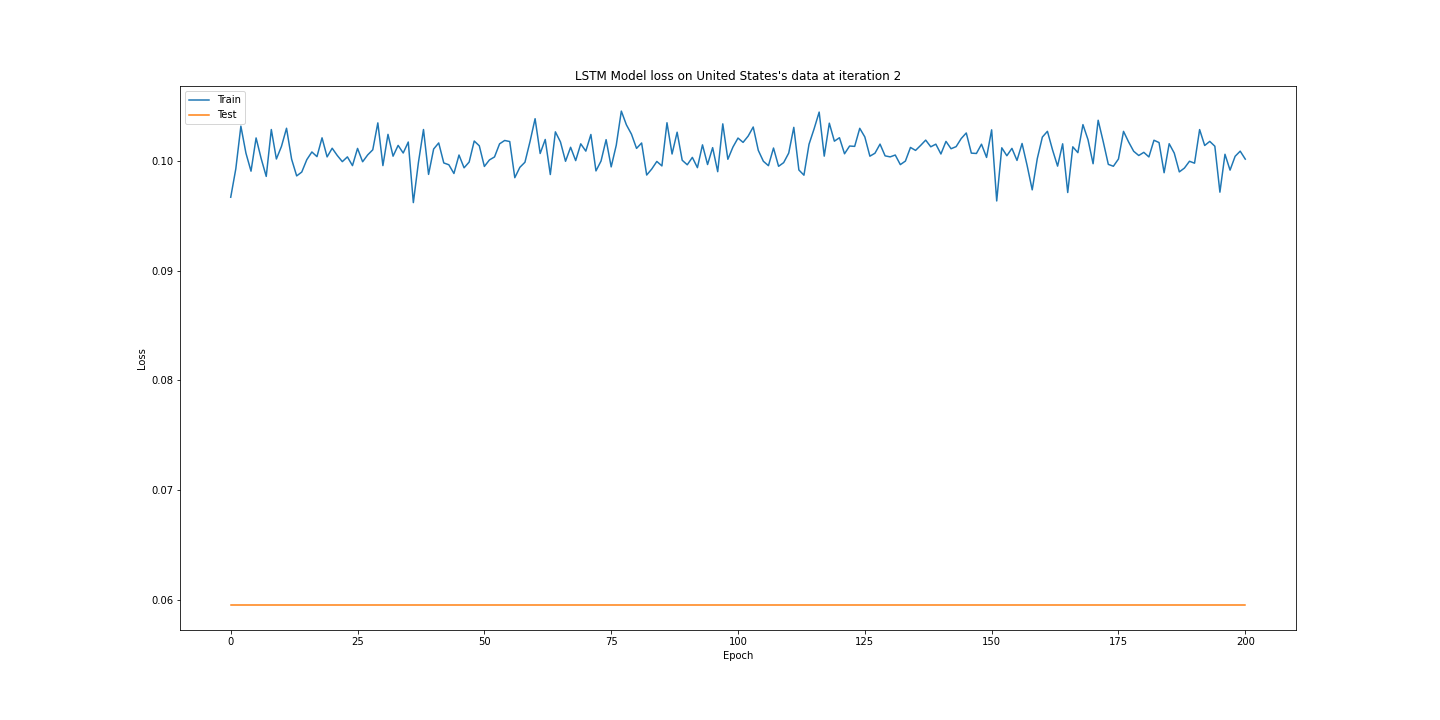 LSTM Model loss on United States's data at iteration 2
Train
Test
0.10
0.09
0.08
0.07
0.06
Loss
0 25 50 75 100 125 150 175 200
Epoch